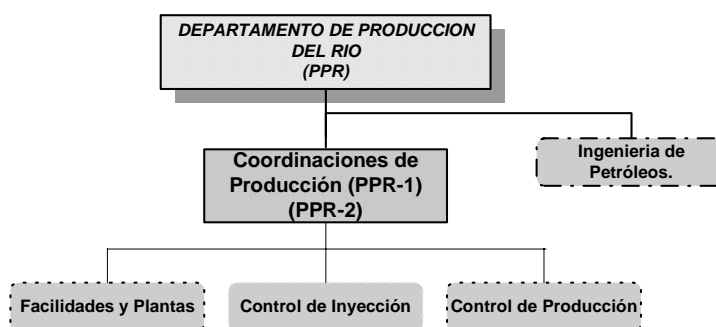 DEPARTAMENTO DE PRODUCCION
DEL RIO
(PPR)
Ingenieria de
Petróleos.
Coordinaciones de
Producción (PPR-1)
(PPR-2)
Facilidades y Plantas
Control de Inyección
Control de Producción